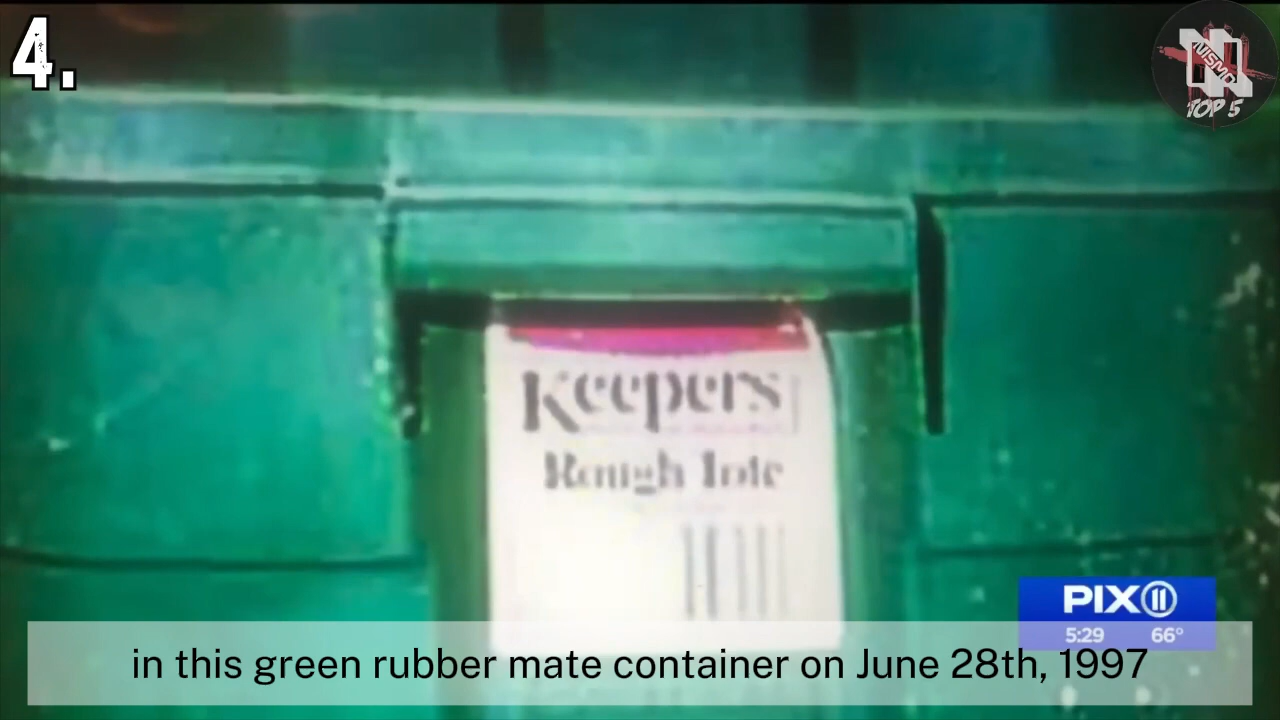 4.
NISMO
TOP 5
Keepers
Rough Tote
PIX11
5:29 66°
in this green rubber mate container on June 28th, 1997